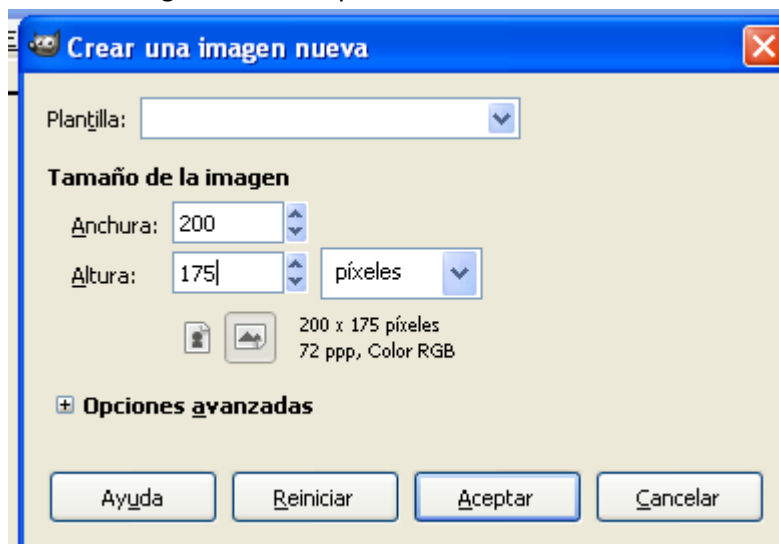 Crear una imagen nueva
Plantilla:
Tamaño de la imagen
Anchura: 200
Altura: 175 píxeles
200 x 175 píxeles
72 ppp, Color RGB
Opciones avanzadas
Ayuda Reiniciar Aceptar Cancelar